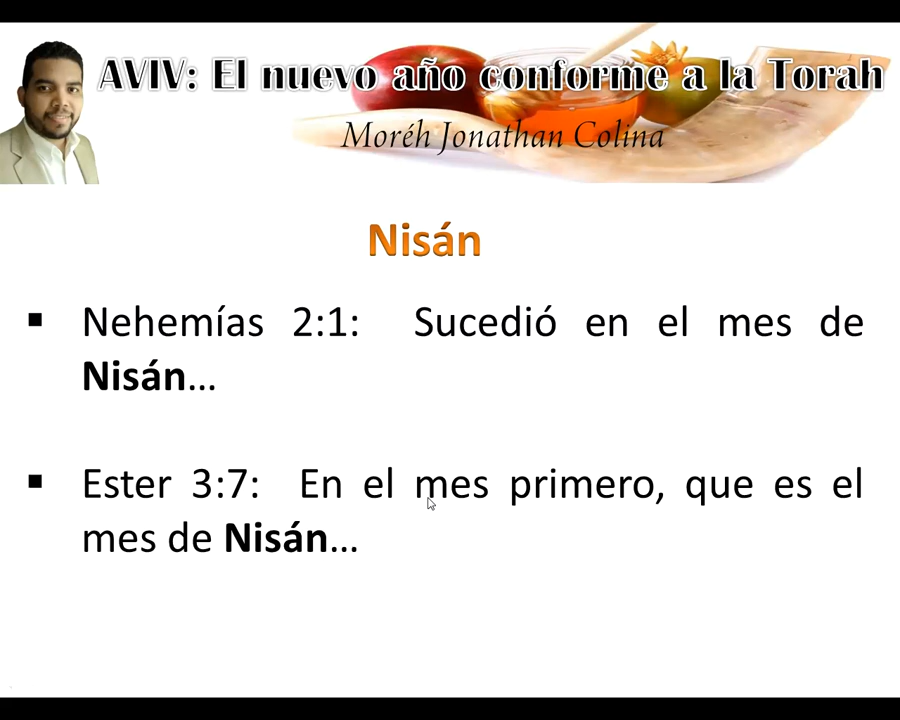 AVIV: El nuevo año conforme a la Torah
Moréh Jonathan Colina
Nisán
▪ Nehemías 2:1: Sucedió en el mes de
Nisán...
▪ Ester 3:7: En el mes primero, que es el
mes de Nisán...